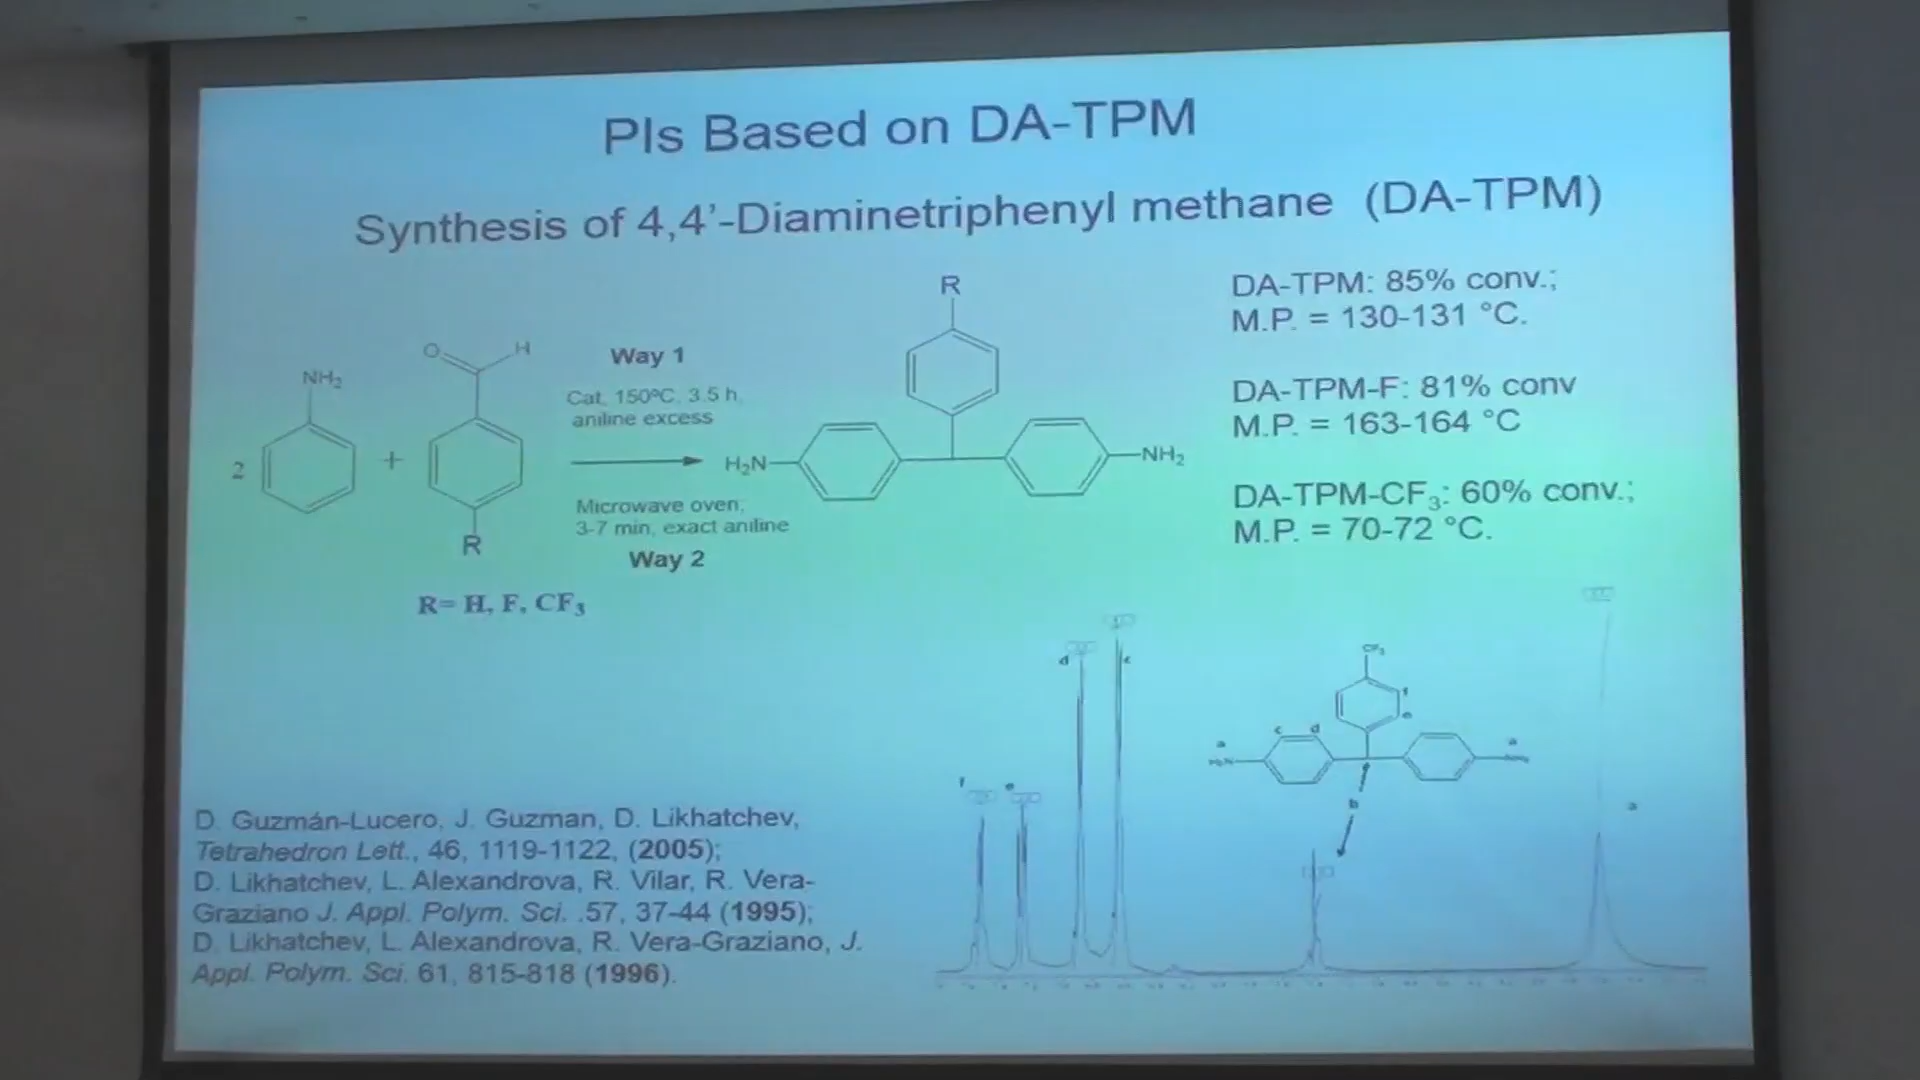 PIs Based on DA-TPM
Synthesis of 4,4'-Diaminetriphenyl methane (DA-TPM)
NH₂
2
+
O
H
R
R= H, F, CF₃
Way 1
Cat, 150ºC, 3.5 h,
aniline excess
Microwave oven,
3-7 min, exact aniline
Way 2
R
H₂N
NH₂
DA-TPM: 85% conv.;
M.P. = 130-131 °C.
DA-TPM-F: 81% conv
M.P. = 163-164 °C
DA-TPM-CF₃: 60% conv.;
M.P. = 70-72 °C.
D. Guzmán-Lucero, J. Guzman, D. Likhatchev,
Tetrahedron Lett., 46, 1119-1122, (2005);
D. Likhatchev, L. Alexandrova, R. Vilar, R. Vera-
Graziano J. Appl. Polym. Sci. .57, 37-44 (1995);
D. Likhatchev, L. Alexandrova, R. Vera-Graziano, J.
Appl. Polym. Sci. 61, 815-818 (1996).
f
e
d
c
CF₃
f
e
c
d
a
a
H₂N
b
a